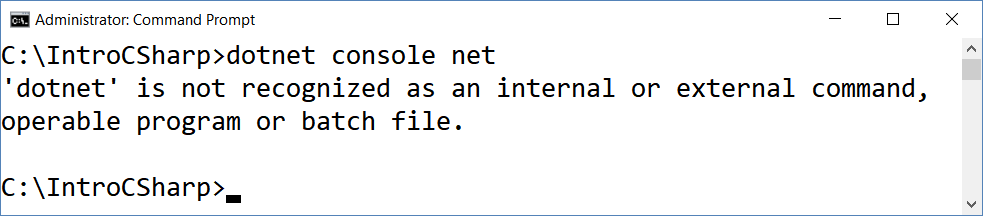 Administrator: Command Prompt
C:\IntroCSharp>dotnet console net
'dotnet' is not recognized as an internal or external command,
operable program or batch file.
C:\IntroCSharp>